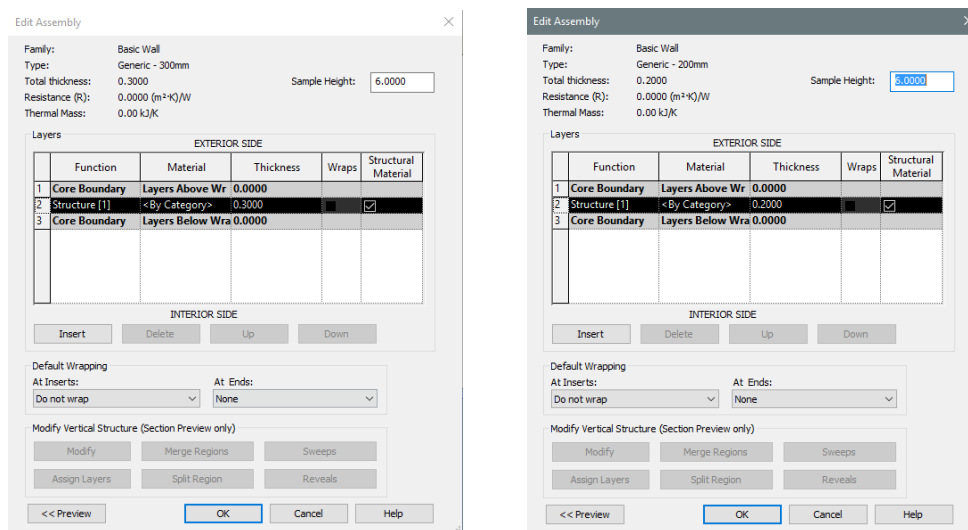 Edit Assembly
Family: Basic Wall
Type: Generic - 300mm
Total thickness: 0.3000 Sample Height: 6.0000
Resistance (R): 0.0000 (m²·K)/W
Thermal Mass: 0.00 kJ/K
Layers
EXTERIOR SIDE
Function Material Thickness Wraps Structural Material
1 Core Boundary Layers Above Wr 0.0000
2 Structure [1] <By Category> 0.3000
3 Core Boundary Layers Below Wra 0.0000
INTERIOR SIDE
Insert Delete Up Down
Default Wrapping
At Inserts: At Ends:
Do not wrap None
Modify Vertical Structure (Section Preview only)
Modify Merge Regions Sweeps
Assign Layers Split Region Reveals
<< Preview OK Cancel Help
Edit Assembly
Family: Basic Wall
Type: Generic - 200mm
Total thickness: 0.2000 Sample Height: 6.0000
Resistance (R): 0.0000 (m²·K)/W
Thermal Mass: 0.00 kJ/K
Layers
EXTERIOR SIDE
Function Material Thickness Wraps Structural Material
1 Core Boundary Layers Above Wr 0.0000
2 Structure [1] <By Category> 0.2000
3 Core Boundary Layers Below Wra 0.0000
INTERIOR SIDE
Insert Delete Up Down
Default Wrapping
At Inserts: At Ends:
Do not wrap None
Modify Vertical Structure (Section Preview only)
Modify Merge Regions Sweeps
Assign Layers Split Region Reveals
<< Preview OK Cancel Help